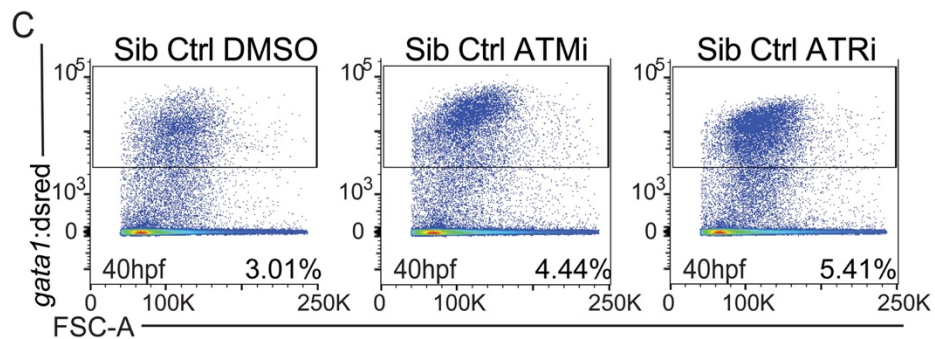 C
Sib Ctrl DMSO Sib Ctrl ATMi Sib Ctrl ATRi
gata1:dsred
10⁵ 10⁵ 10⁵
10³ 10³ 10³
0 0 0
40hpf 3.01% 40hpf 4.44% 40hpf 5.41%
0 100K 250K 0 100K 250K 0 100K 250K
FSC-A